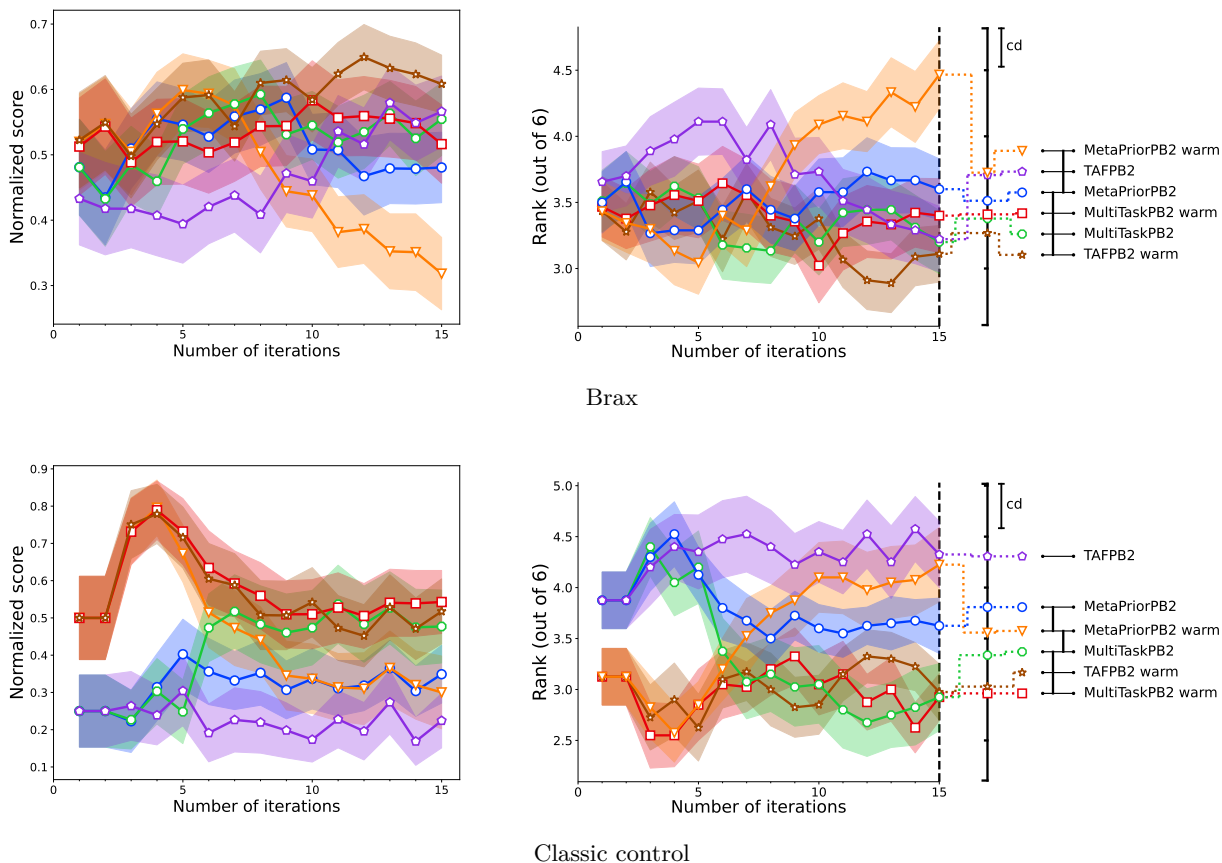 0.7
0.6
0.5
0.4
0.3
Normalized score
0 5 10 15
Number of iterations
4.5
4.0
3.5
3.0
Rank (out of 6)
0 5 10 15
Number of iterations
cd
MetaPriorPB2 warm
TAFPB2
MetaPriorPB2
MultiTaskPB2 warm
MultiTaskPB2
TAFPB2 warm
Brax
0.9
0.8
0.7
0.6
0.5
0.4
0.3
0.2
0.1
Normalized score
0 5 10 15
Number of iterations
5.0
4.5
4.0
3.5
3.0
2.5
Rank (out of 6)
0 5 10 15
Number of iterations
cd
TAFPB2
MetaPriorPB2
MetaPriorPB2 warm
MultiTaskPB2
TAFPB2 warm
MultiTaskPB2 warm
Classic control